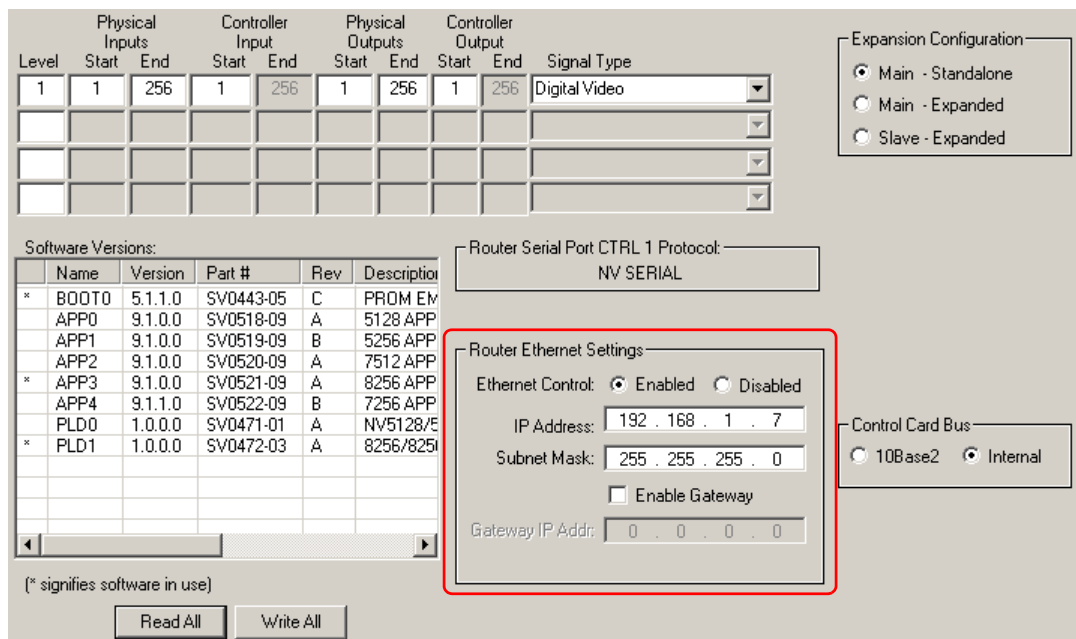 Physical Inputs Controller Input Physical Outputs Controller Output
Level Start End Start End Start End Start End Signal Type
1 1 256 1 256 1 256 1 256 Digital Video
Expansion Configuration
Main - Standalone
Main - Expanded
Slave - Expanded
Software Versions:
Name Version Part # Rev Description
* BOOT0 5.1.1.0 SV0443-05 C PROM EM
APP0 9.1.0.0 SV0518-09 A 5128 APP
APP1 9.1.0.0 SV0519-09 B 5256 APP
APP2 9.1.0.0 SV0520-09 A 7512 APP
* APP3 9.1.0.0 SV0521-09 A 8256 APP
APP4 9.1.1.0 SV0522-09 B 7256 APP
PLD0 1.0.0.0 SV0471-01 A NV5128/5
* PLD1 1.0.0.0 SV0472-03 A 8256/825
(* signifies software in use)
Read All Write All
Router Serial Port CTRL 1 Protocol:
NV SERIAL
Router Ethernet Settings
Ethernet Control: Enabled Disabled
IP Address: 192 . 168 . 1 . 7
Subnet Mask: 255 . 255 . 255 . 0
Enable Gateway
Gateway IP Addr: 0 . 0 . 0 . 0
Control Card Bus
10Base2 Internal